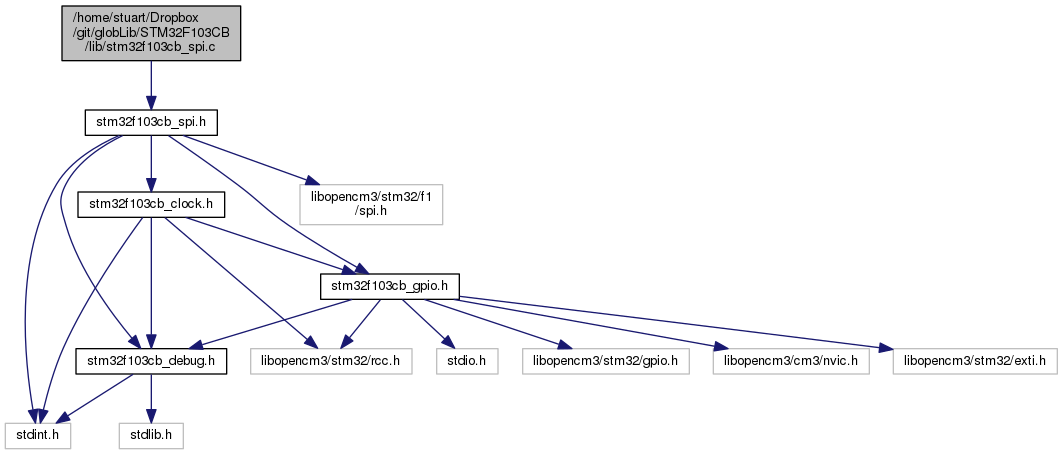 /home/stuart/Dropbox
/git/globLib/STM32F103CB
/lib/stm32f103cb_spi.c
stm32f103cb_spi.h
stm32f103cb_clock.h
libopencm3/stm32/f1
/spi.h
stm32f103cb_gpio.h
stm32f103cb_debug.h
libopencm3/stm32/rcc.h
stdio.h
libopencm3/stm32/gpio.h
libopencm3/cm3/nvic.h
libopencm3/stm32/exti.h
stdint.h
stdlib.h